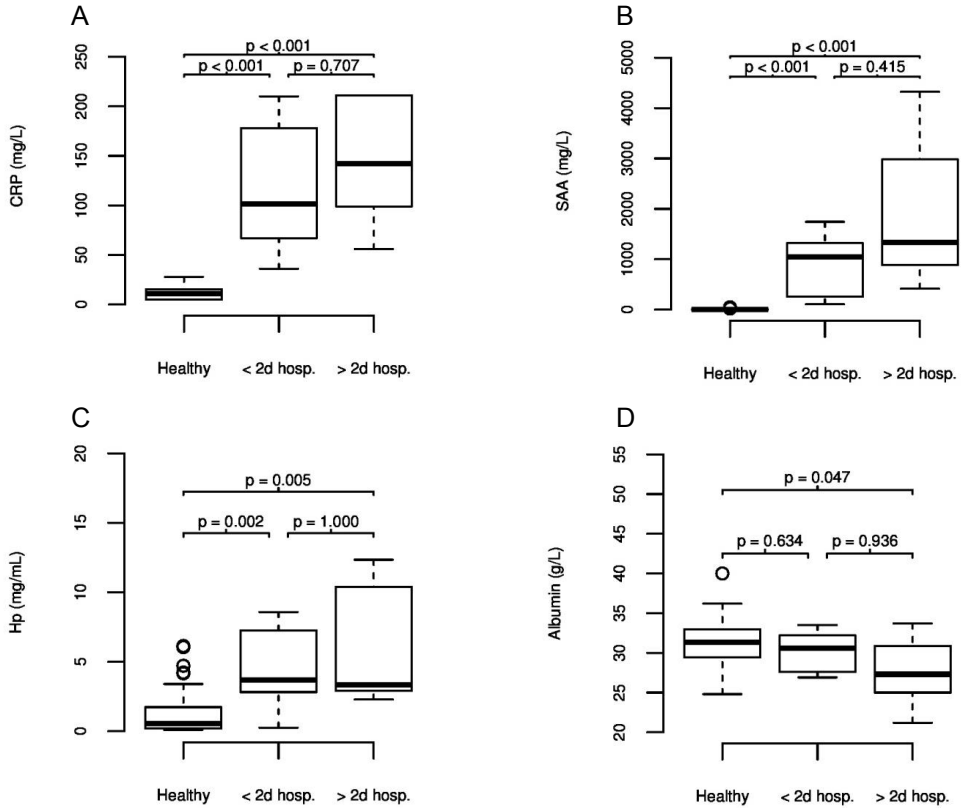 A
CRP (mg/L)
250
200
150
100
50
0
p < 0.001
p < 0.001
p = 0.707
Healthy
< 2d hosp.
> 2d hosp.
B
SAA (mg/L)
5000
4000
3000
2000
1000
0
p < 0.001
p < 0.001
p = 0.415
Healthy
< 2d hosp.
> 2d hosp.
C
Hp (mg/mL)
20
15
10
5
0
p = 0.005
p = 0.002
p = 1.000
Healthy
< 2d hosp.
> 2d hosp.
D
Albumin (g/L)
55
50
45
40
35
30
25
20
p = 0.047
p = 0.634
p = 0.936
Healthy
< 2d hosp.
> 2d hosp.